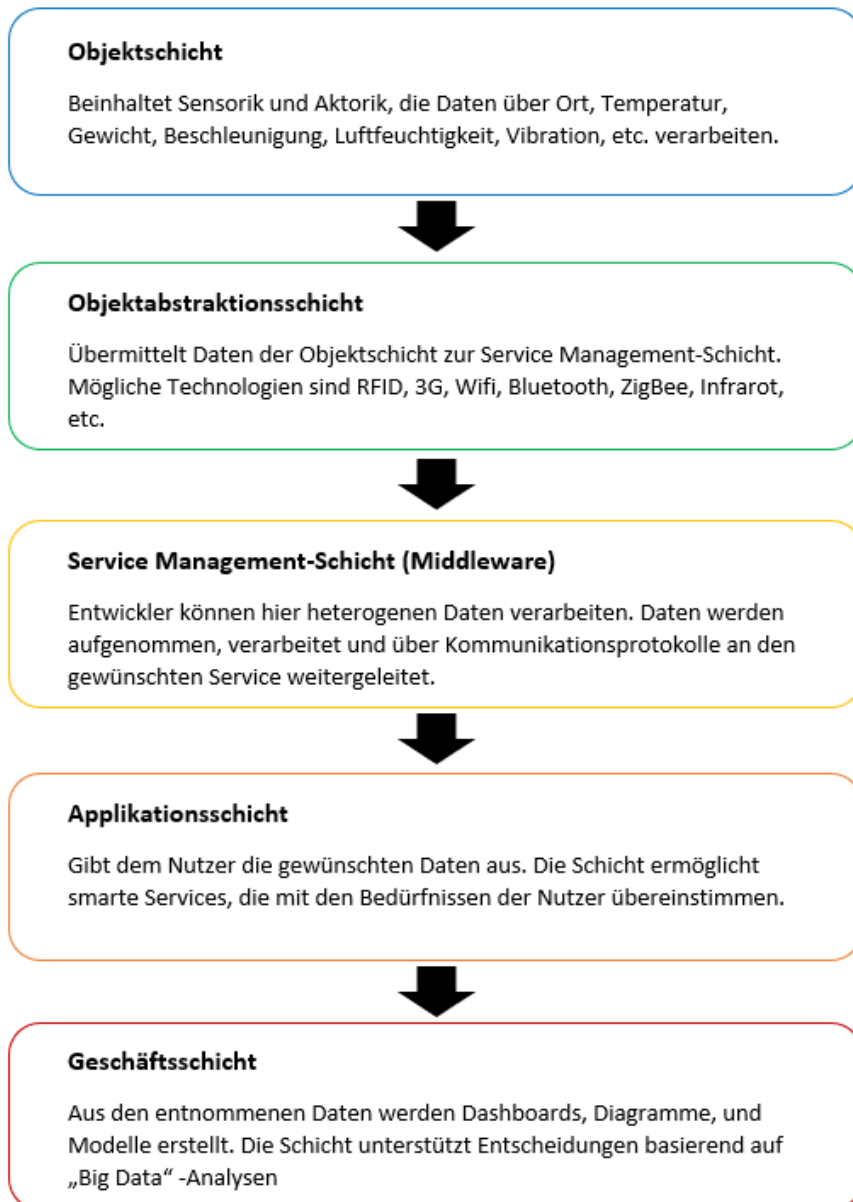 Objektschicht
Beinhaltet Sensorik und Aktorik, die Daten über Ort, Temperatur,
Gewicht, Beschleunigung, Luftfeuchtigkeit, Vibration, etc. verarbeiten.
Objektabstraktionsschicht
Übermittelt Daten der Objektschicht zur Service Management-Schicht.
Mögliche Technologien sind RFID, 3G, Wifi, Bluetooth, ZigBee, Infrarot,
etc.
Service Management-Schicht (Middleware)
Entwickler können hier heterogenen Daten verarbeiten. Daten werden
aufgenommen, verarbeitet und über Kommunikationsprotokolle an den
gewünschten Service weitergeleitet.
Applikationsschicht
Gibt dem Nutzer die gewünschten Daten aus. Die Schicht ermöglicht
smarte Services, die mit den Bedürfnissen der Nutzer übereinstimmen.
Geschäftsschicht
Aus den entnommenen Daten werden Dashboards, Diagramme, und
Modelle erstellt. Die Schicht unterstützt Entscheidungen basierend auf
„Big Data“ -Analysen